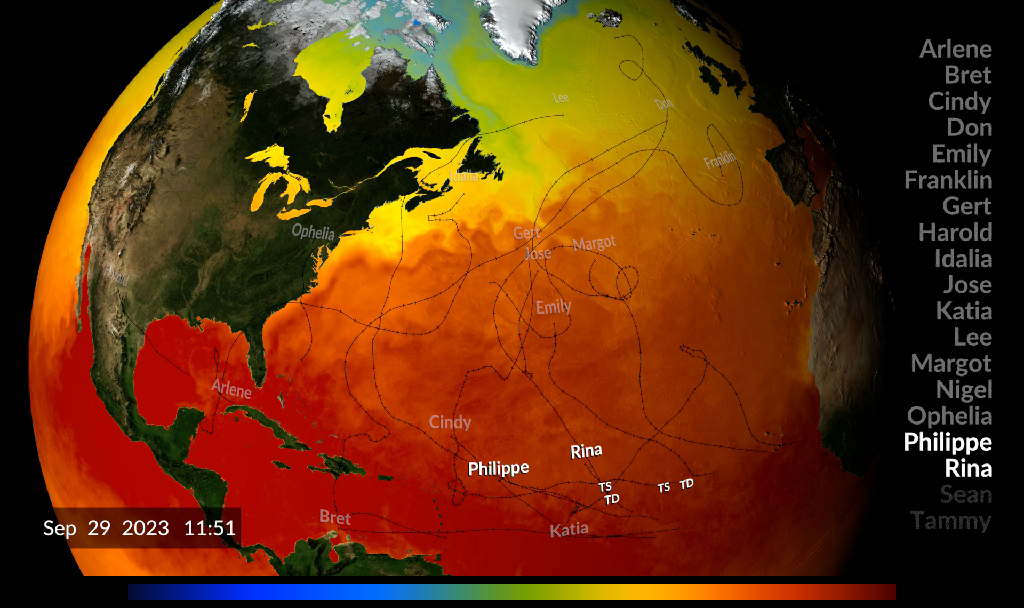 Lee
Don
Franklin
Idalia
Ophelia
Gert
Margot
Jose
Emily
Arlene
Cindy
Rina
Philippe
TS
TS
TD
TD
Bret
Katia
Sep 29 2023 11:51
Arlene
Bret
Cindy
Don
Emily
Franklin
Gert
Harold
Idalia
Jose
Katia
Lee
Margot
Nigel
Ophelia
Philippe
Rina
Sean
Tammy